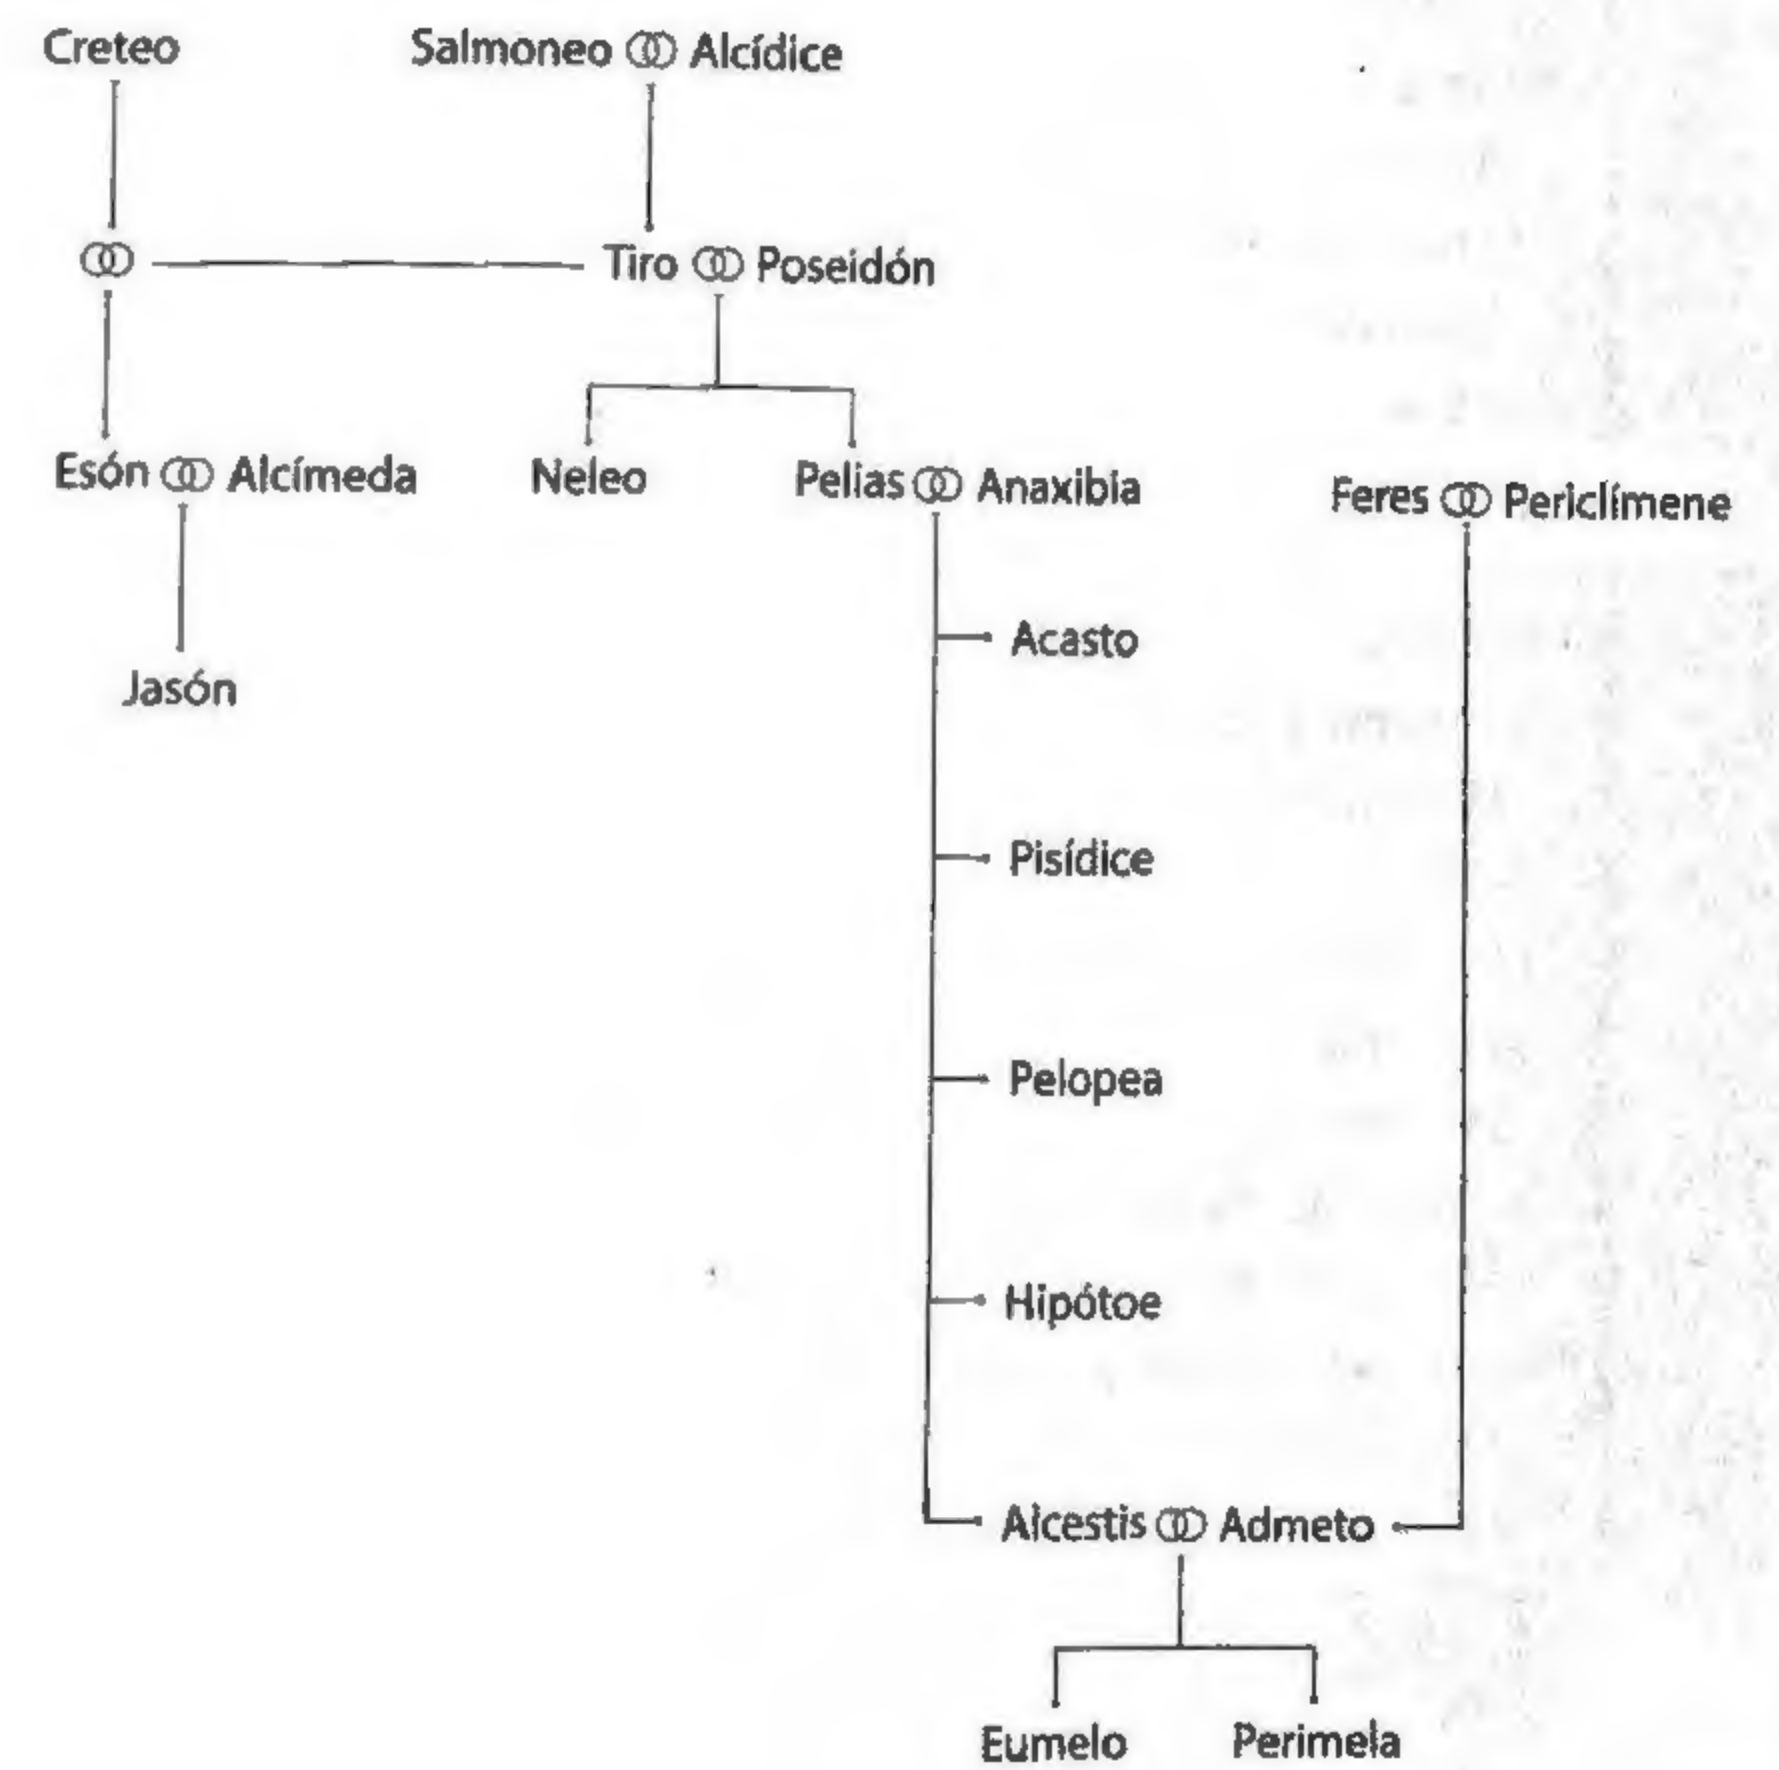 Creteo
Salmoneo Alcídice
Tiro Poseidón
Esón Alcímeda
Neleo
Pelias Anaxibia
Feres Periclímene
Acasto
Jasón
Pisídice
Pelopea
Hipótoe
Alcestis Admeto
Eumelo
Perimela